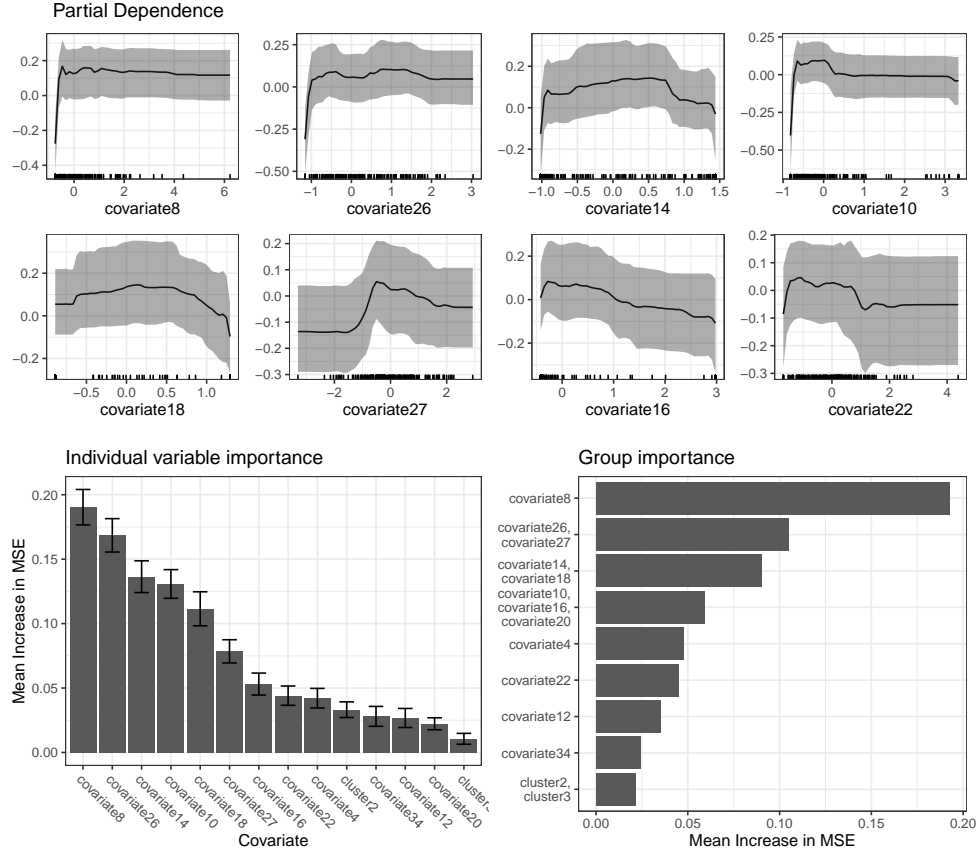 Partial Dependence
0.2
0.0
−0.2
−0.4
0 2 4 6
covariate8
0.25
0.00
−0.25
−0.50
−1 0 1 2 3
covariate26
0.2
0.0
−0.2
−1.0 −0.5 0.0 0.5 1.0 1.5
covariate14
0.25
0.00
−0.25
−0.50
−1 0 1 2 3
covariate10
0.2
0.0
−0.2
−0.5 0.0 0.5 1.0
covariate18
0.2
0.1
0.0
−0.1
−0.2
−0.3
−2 0 2
covariate27
0.2
0.0
−0.2
0 1 2 3
covariate16
0.2
0.1
0.0
−0.1
−0.2
−0.3
0 2 4
covariate22
Individual variable importance
Mean Increase in MSE
0.20
0.15
0.10
0.05
0.00
covariate8
covariate26
covariate14
covariate10
covariate18
covariate27
covariate16
covariate22
covariate4
cluster2
covariate34
covariate12
covariate20
cluster
Covariate
Group importance
covariate8
covariate26,
covariate27
covariate14,
covariate18
covariate10,
covariate16,
covariate20
covariate4
covariate22
covariate12
covariate34
cluster2,
cluster3
0.00 0.05 0.10 0.15 0.20
Mean Increase in MSE